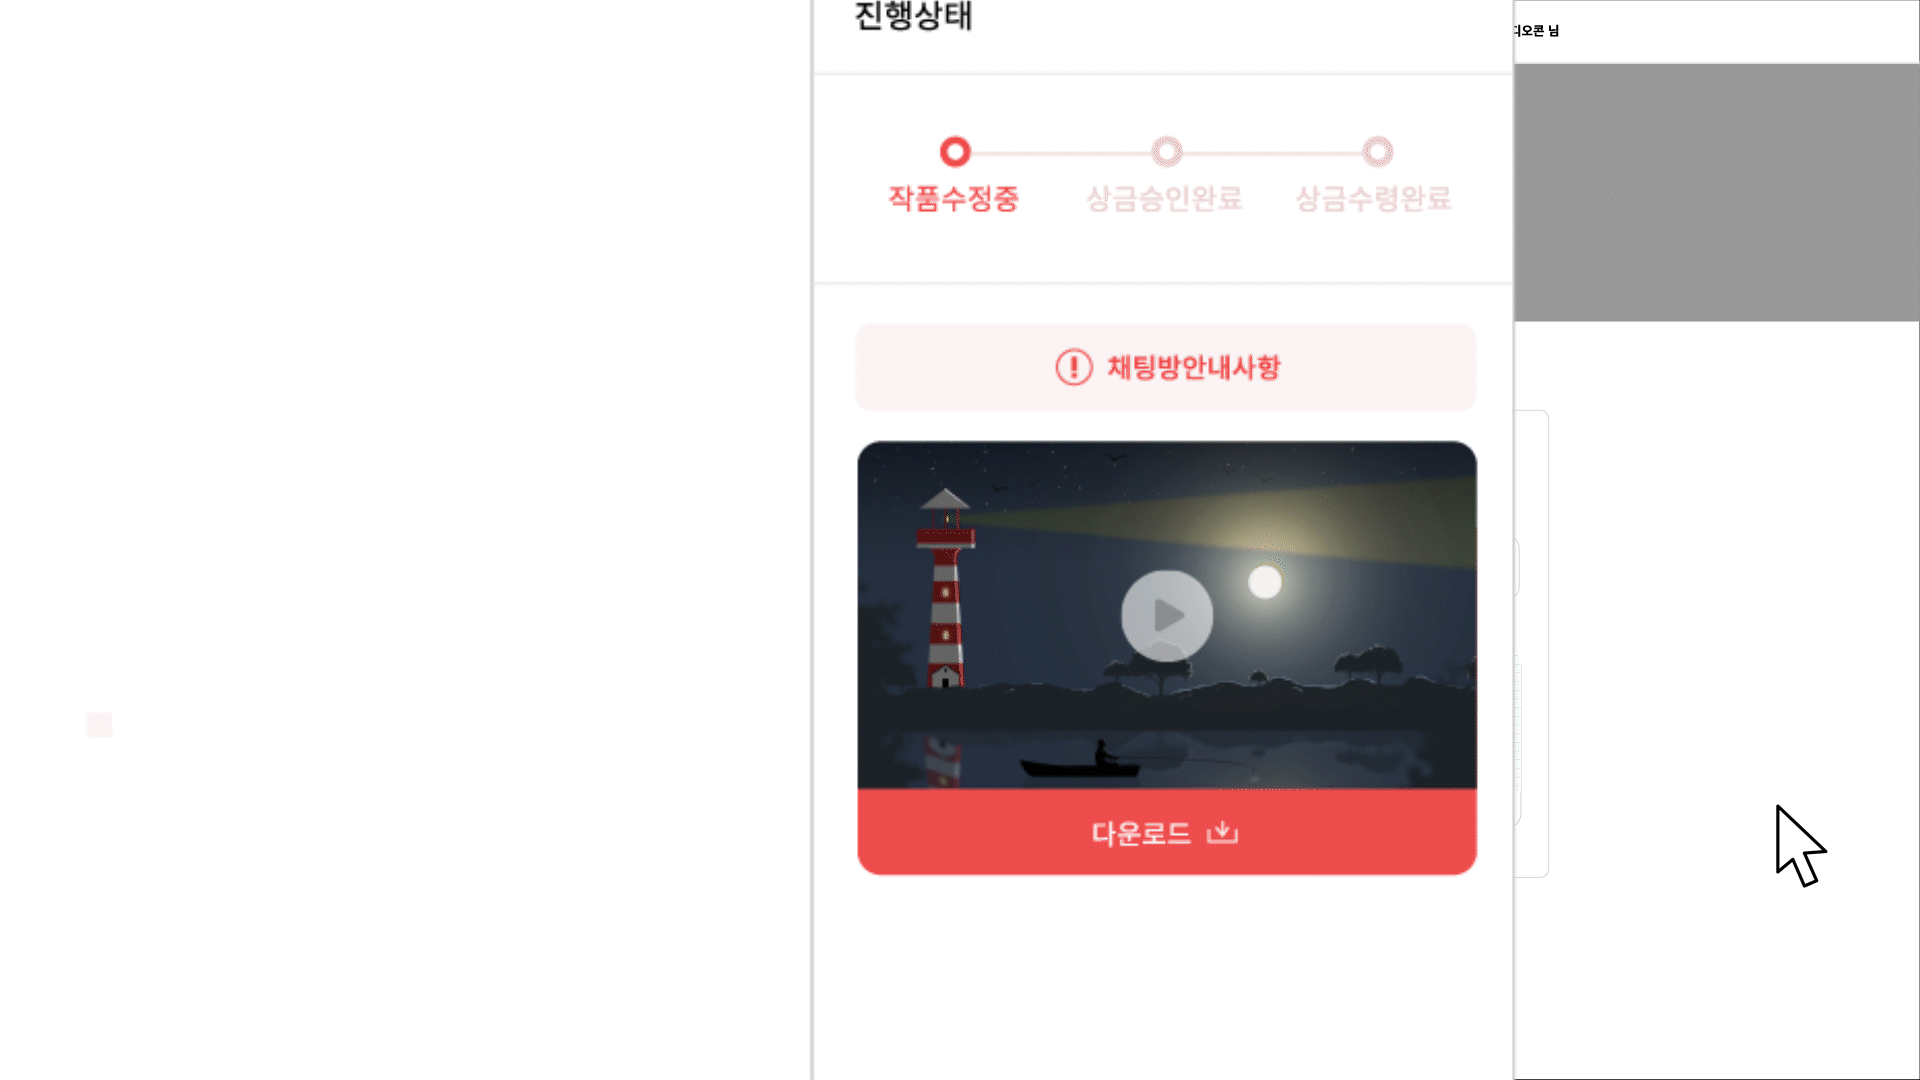 진행상태
디오콘 님
작품수정중
상금승인완료
상금수령완료
채팅방안내사항
다운로드